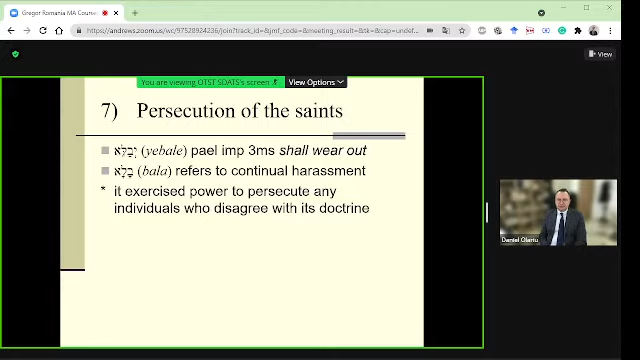 Gregor Romania MA Course
https://andrews.zoom.us/wc/97528924236/join?track_id=&jmf_code=&meeting_result=&tk=&cap=undef...
You are viewing OTST SDATS's screen
View Options
View
7) Persecution of the saints
יְבַלֵּא (yebale) pael imp 3ms shall wear out
בְּלָא (bala) refers to continual harassment
* it exercised power to persecute any
individuals who disagree with its doctrine
Daniel Olariu